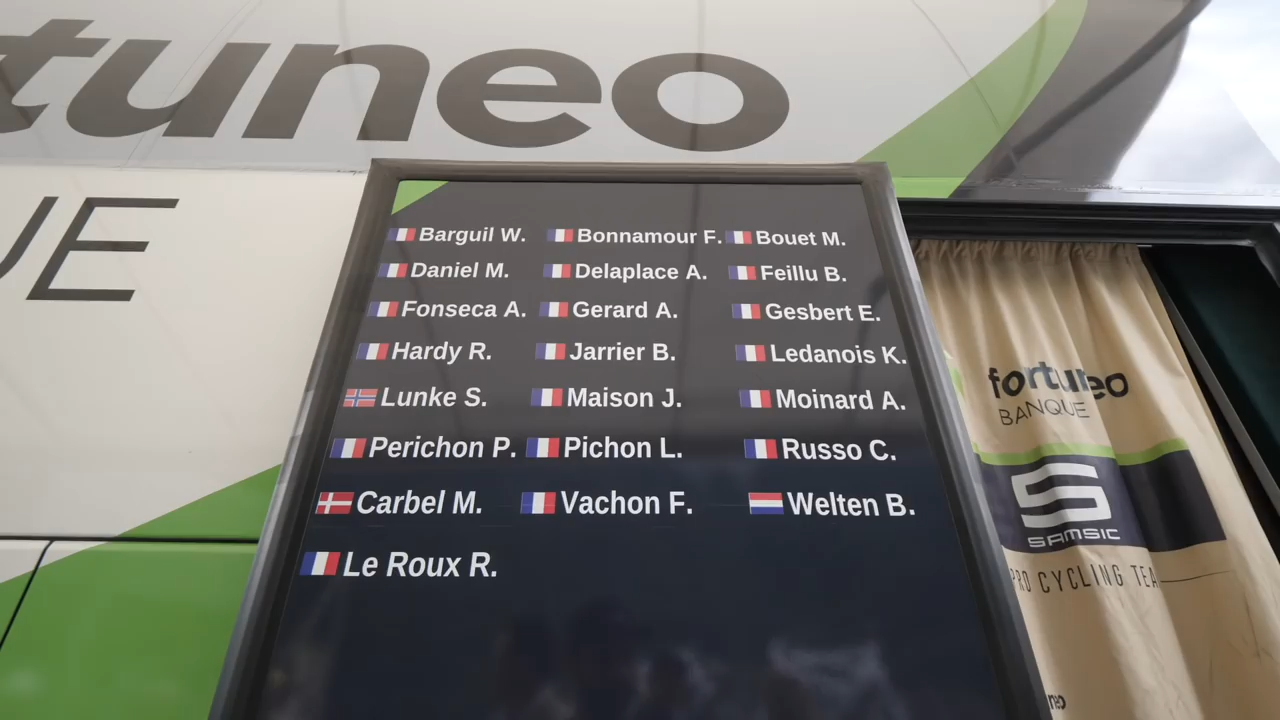 tuneo
UE
Barguil W. Bonnamour F. Bouet M.
Daniel M. Delaplace A. Feillu B.
Fonseca A. Gerard A. Gesbert E.
Hardy R. Jarrier B. Ledanois K.
Lunke S. Maison J. Moinard A.
Perichon P. Pichon L. Russo C.
Carbel M. Vachon F. Welten B.
Le Roux R.
fortuneo
BANQUE
S
SAMSIC
PRO CYCLING TEA